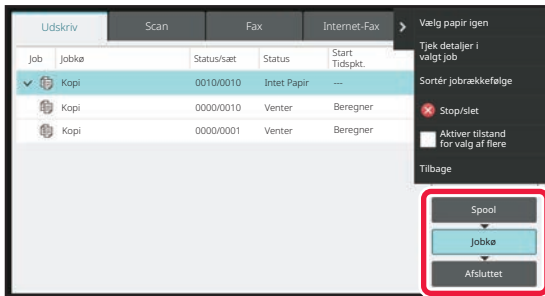 Udskriv
Scan
Fax
Internet-Fax
Job
Jobkø
Status/sæt
Status
Start
Tidspkt.
Kopi
0010/0010
Intet Papir
---
Kopi
0000/0010
Venter
Beregner
Kopi
0000/0001
Venter
Beregner
Vælg papir igen
Tjek detaljer i
valgt job
Sortér jobrækkefølge
Stop/slet
Aktiver tilstand
for valg af flere
Tilbage
Spool
Jobkø
Afsluttet